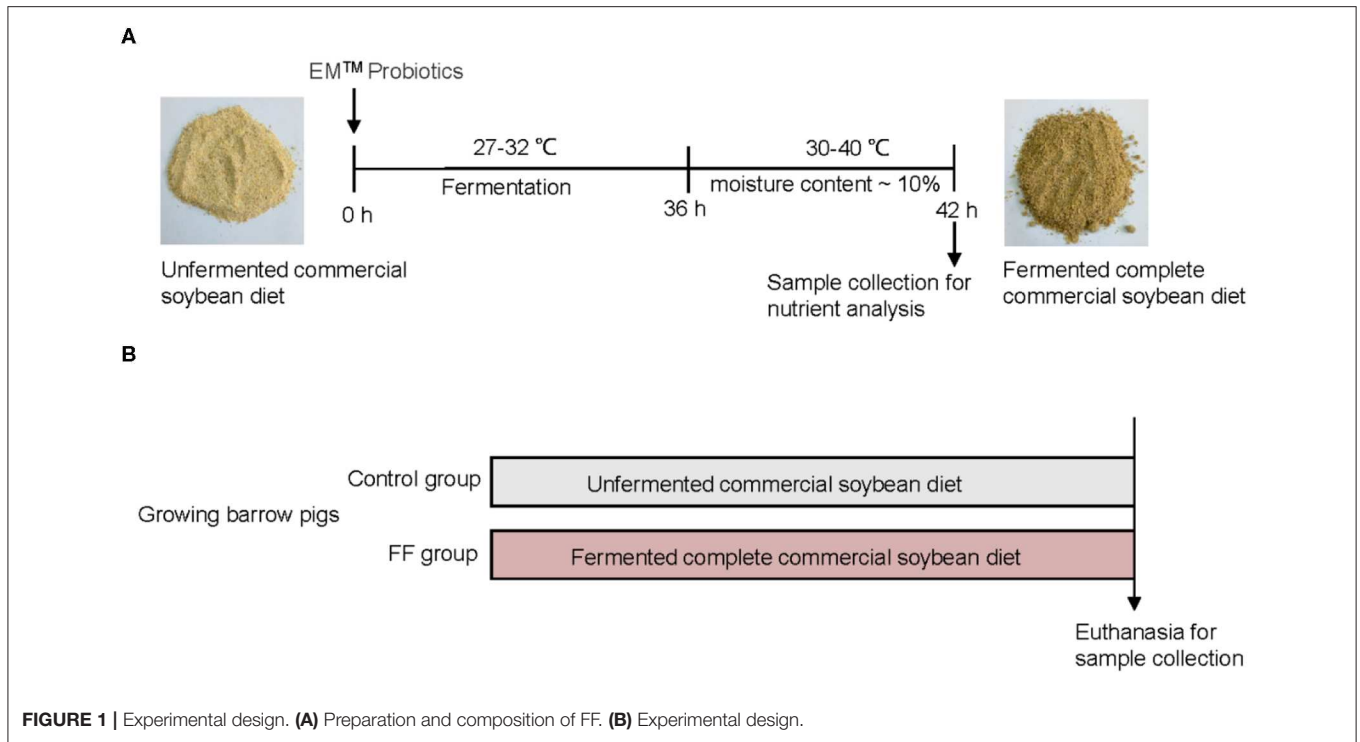 A
EM™ Probiotics
27-32 ℃
30-40 ℃
Fermentation
moisture content ~ 10%
0 h
36 h
42 h
Unfermented commercial
soybean diet
Sample collection for
nutrient analysis
Fermented complete
commercial soybean diet
B
Control group
Unfermented commercial soybean diet
Growing barrow pigs
FF group
Fermented complete commercial soybean diet
Euthanasia for
sample collection
FIGURE 1 | Experimental design. (A) Preparation and composition of FF. (B) Experimental design.